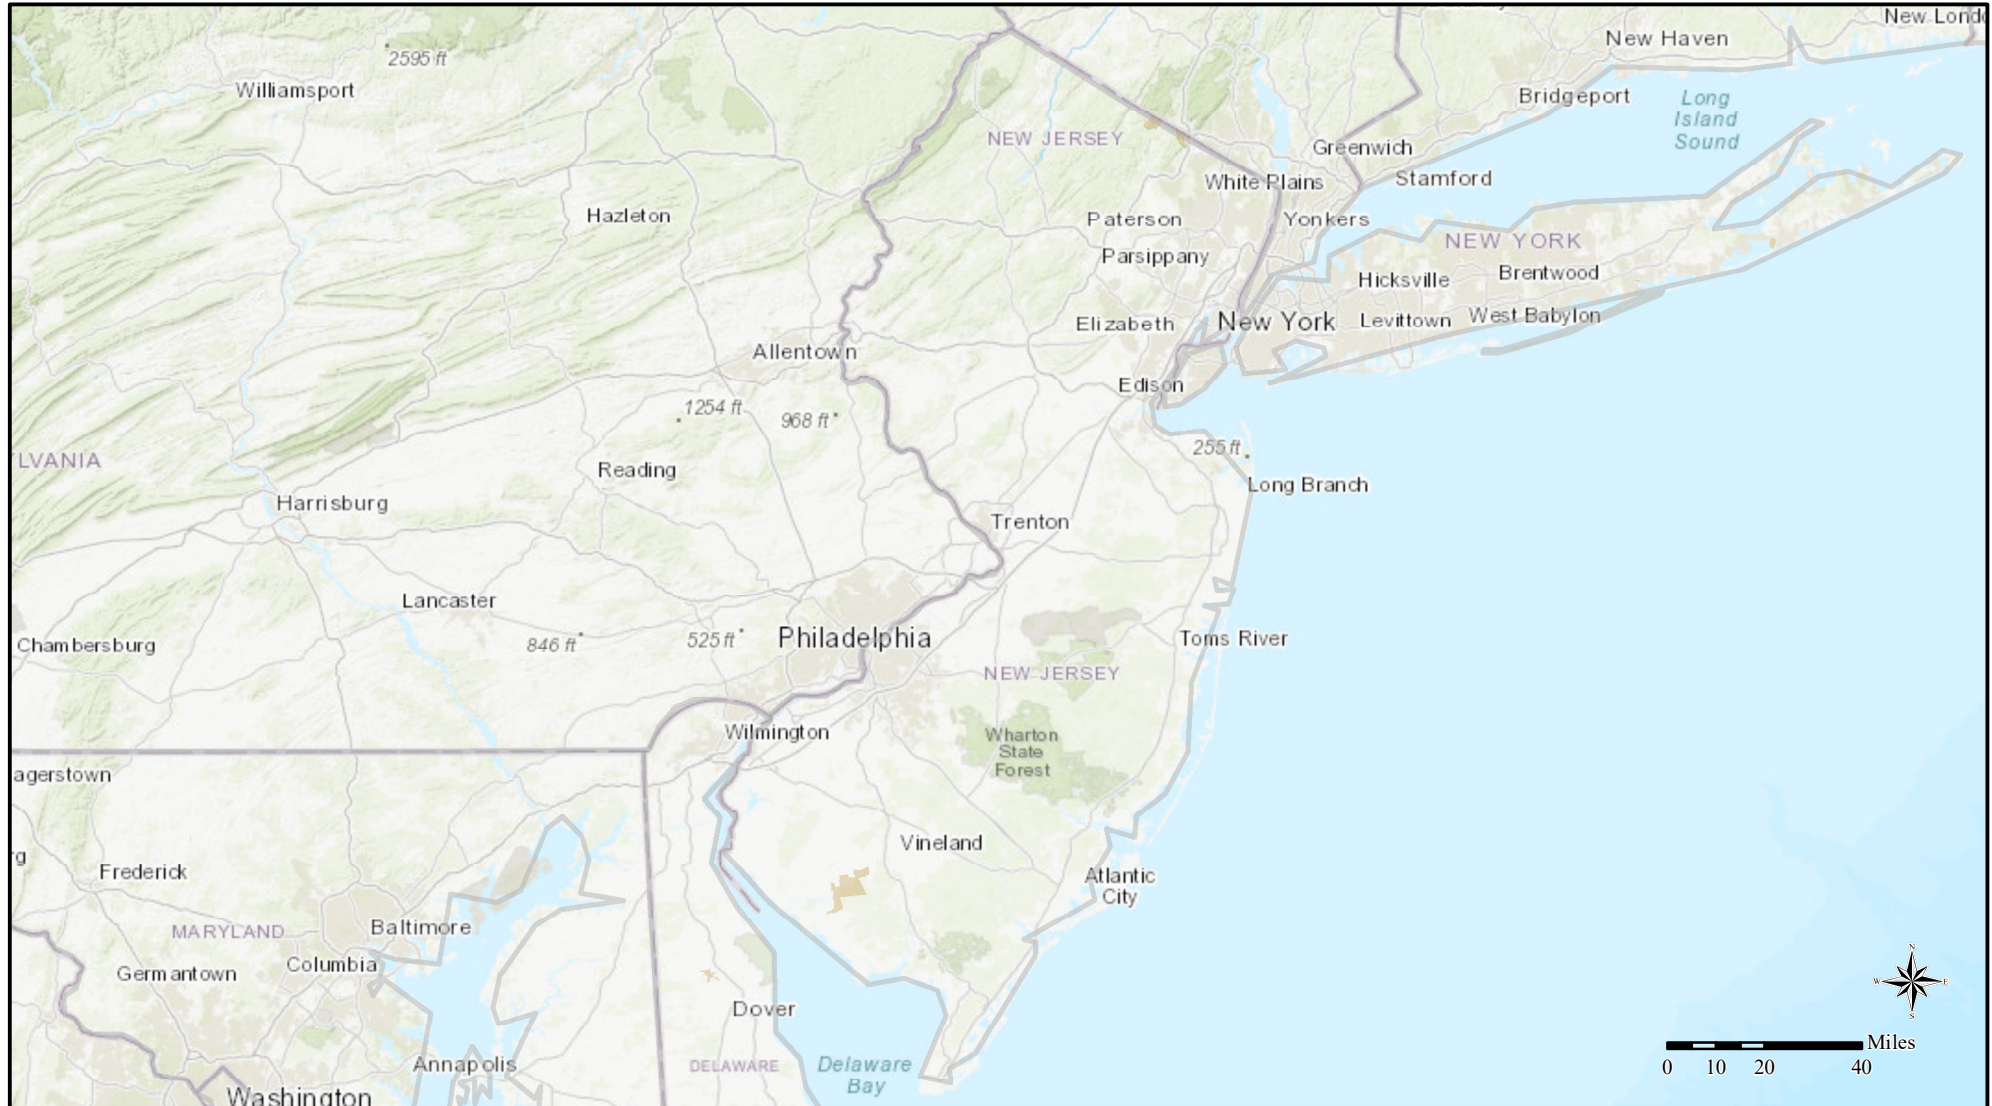 New Lond
New Haven
2595 ft
Williamsport
Bridgeport
Long
Island
Sound
NEW JERSEY
Greenwich
White Plains
Stamford
Hazleton
Paterson
Yonkers
NEW YORK
Parsippany
Hicksville
Brentwood
Elizabeth
New York
Levittown
West Babylon
Allentown
Edison
1254 ft
968 ft
255 ft
LVANIA
Reading
Long Branch
Harrisburg
Trenton
Lancaster
Chambersburg
846 ft
525 ft
Philadelphia
Toms River
NEW JERSEY
Wilmington
Wharton
State
Forest
agerstown
Vineland
rg
Frederick
Atlantic
City
MARYLAND
Baltimore
Columbia
Germantown
N
W
E
S
Dover
Annapolis
DELAWARE
Delaware
Bay
Miles
0 10 20 40
Washington